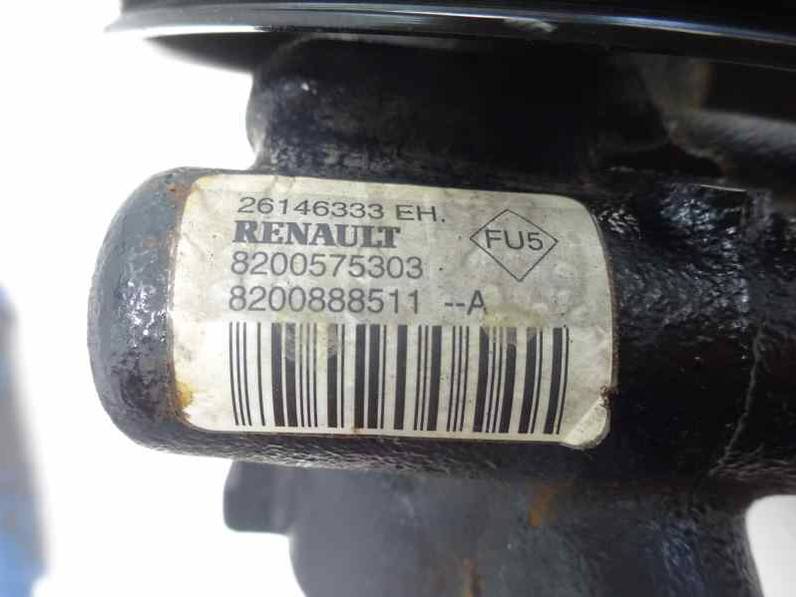 26146333 EH.
RENAULT
FU5
8200575303
8200888511 --A